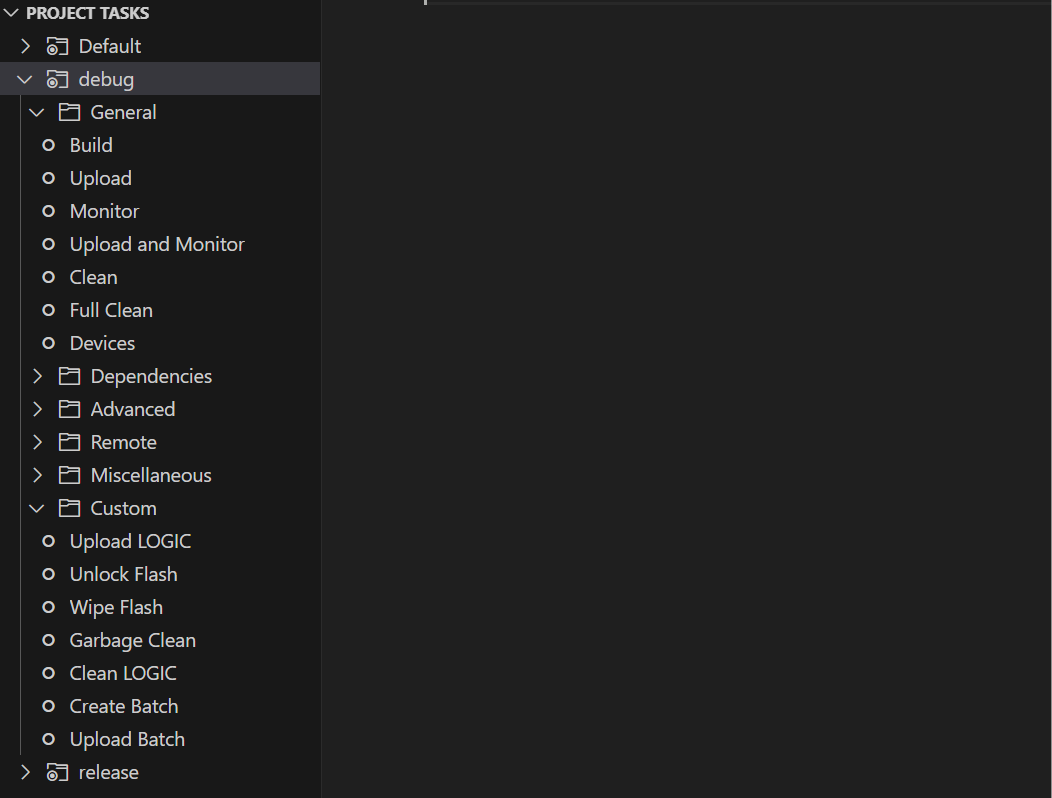 PROJECT TASKS
Default
debug
General
Build
Upload
Monitor
Upload and Monitor
Clean
Full Clean
Devices
Dependencies
Advanced
Remote
Miscellaneous
Custom
Upload LOGIC
Unlock Flash
Wipe Flash
Garbage Clean
Clean LOGIC
Create Batch
Upload Batch
release